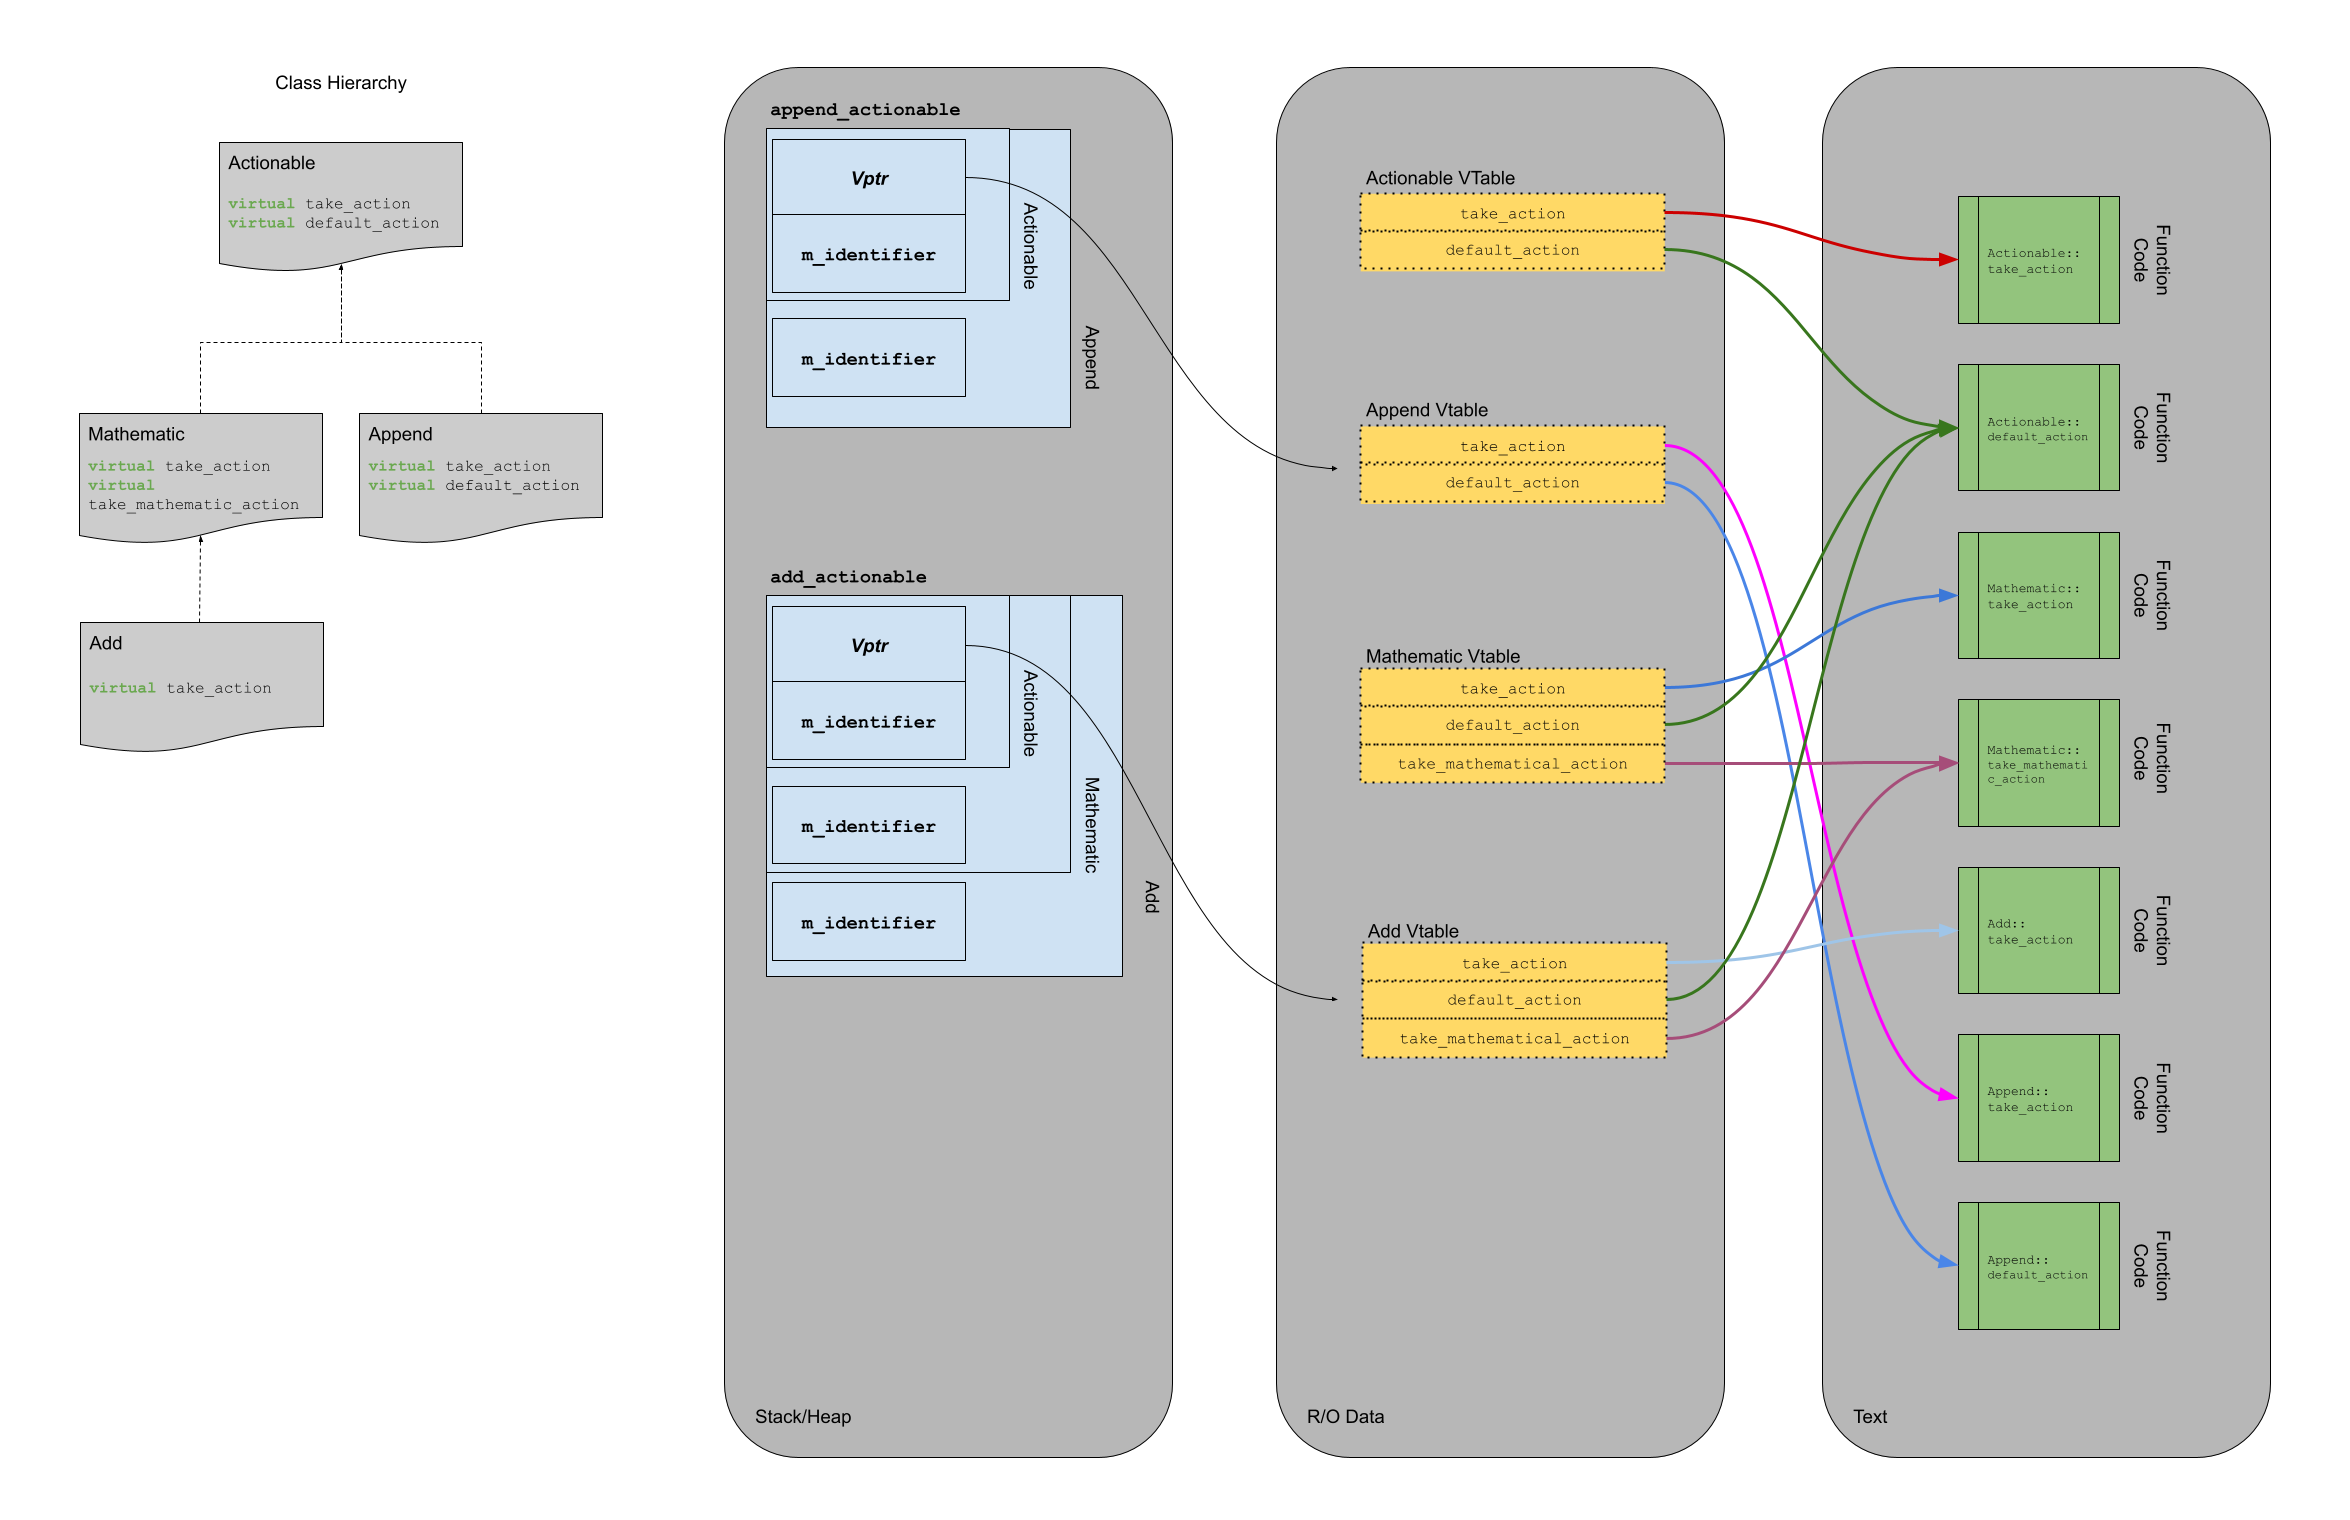 Class Hierarchy
Actionable
virtual take_action
virtual default_action
Mathematic
virtual take_action
virtual
take_mathematic_action
Append
virtual take_action
virtual default_action
Add
virtual take_action
append_actionable
Vptr
m_identifier
Actionable
m_identifier
Append
add_actionable
Vptr
m_identifier
Actionable
m_identifier
Mathematic
m_identifier
Add
Stack/Heap
Actionable VTable
take_action
default_action
Append Vtable
take_action
default_action
Mathematic Vtable
take_action
default_action
take_mathematical_action
Add Vtable
take_action
default_action
take_mathematical_action
R/O Data
Actionable::
take_action
Function
Code
Actionable::
default_action
Function
Code
Mathematic::
take_action
Function
Code
Mathematic::
take_mathemati
c_action
Function
Code
Add::
take_action
Function
Code
Append::
take_action
Function
Code
Append::
default_action
Function
Code
Text